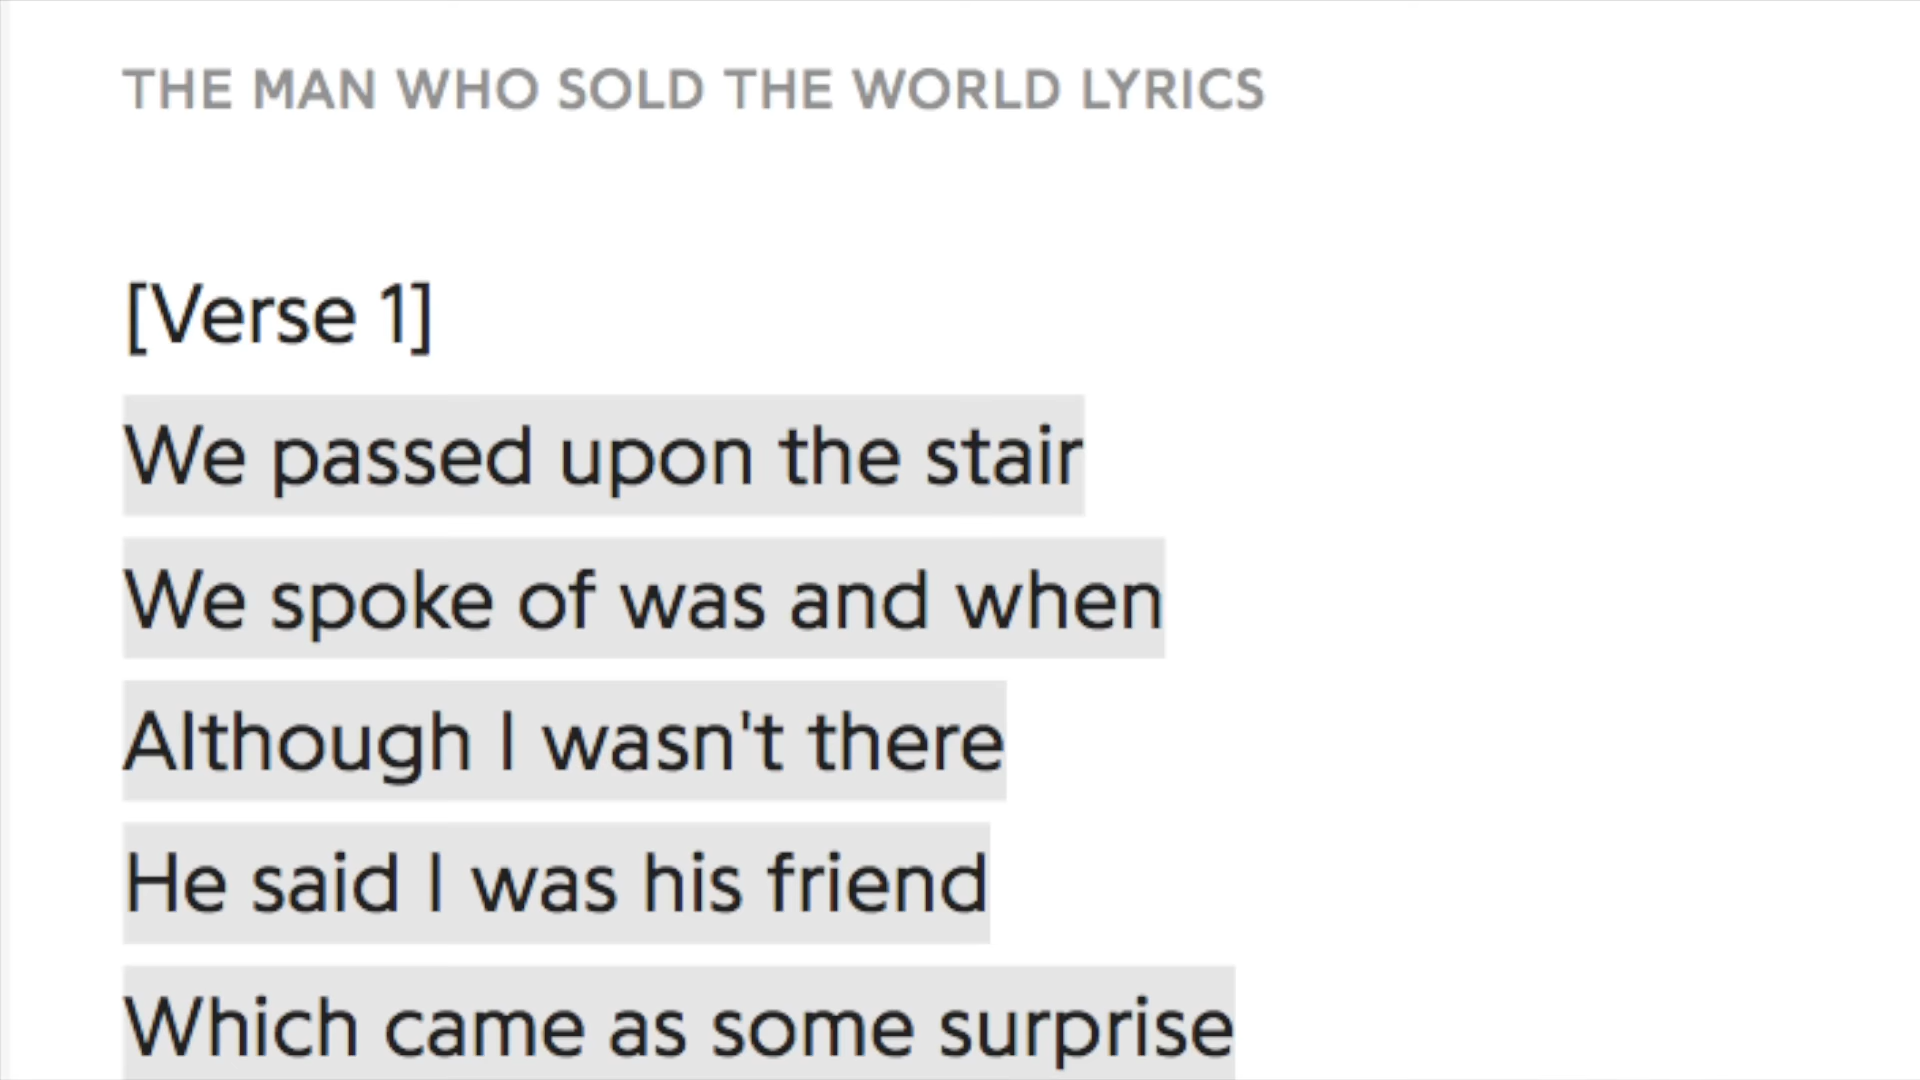 THE MAN WHO SOLD THE WORLD LYRICS
[Verse 1]
We passed upon the stair
We spoke of was and when
Although I wasn't there
He said I was his friend
Which came as some surprise